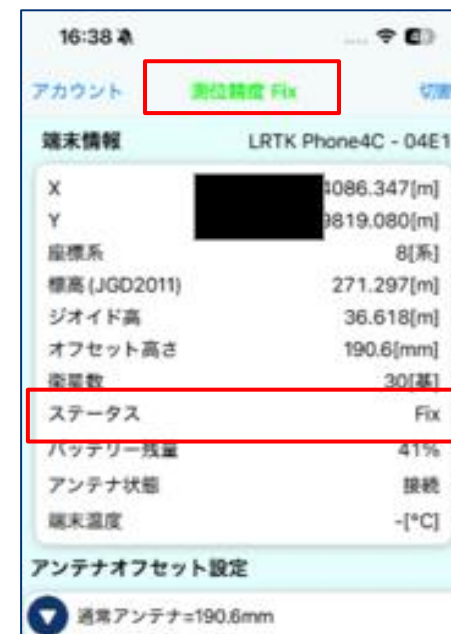 16:38
アカウント 測位精度 Fix 切断
端末情報 LRTK Phone4C - 04E1
X 4086.347[m]
Y 9819.080[m]
座標系 8[系]
標高(JGD2011) 271.297[m]
ジオイド高 36.618[m]
オフセット高さ 190.6[mm]
衛星数 30[基]
ステータス Fix
バッテリー残量 41%
アンテナ状態 接続
端末温度 -[°C]
アンテナオフセット設定
通常アンテナ=190.6mm